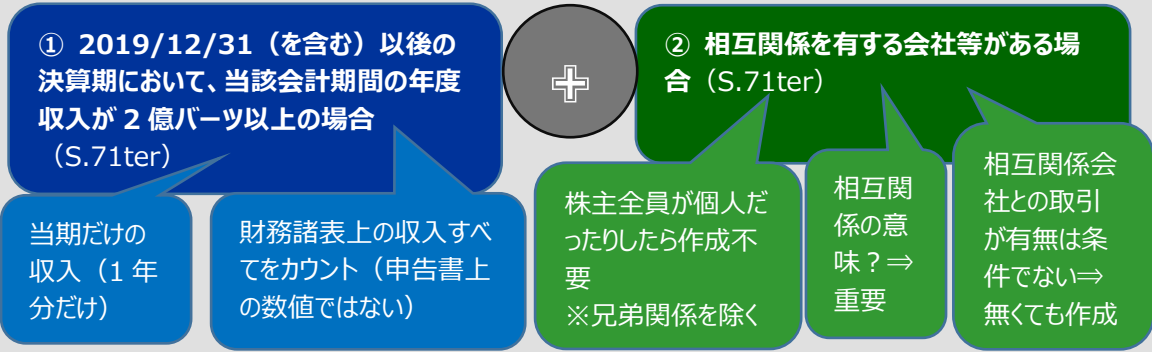 ① 2019/12/31（を含む）以後の
決算期において、当該会計期間の年度
収入が 2 億バーツ以上の場合
（S.71ter）
② 相互関係を有する会社等がある場
合（S.71ter）
当期だけの
収入（1 年
分だけ）
財務諸表上の収入すべ
てをカウント（申告書上
の数値ではない）
株主全員が個人だ
ったりしたら作成不
要
※兄弟関係を除く
相互関
係の意
味？⇒
重要
相互関係会
社との取引
が有無は条
件でない⇒
無くても作成